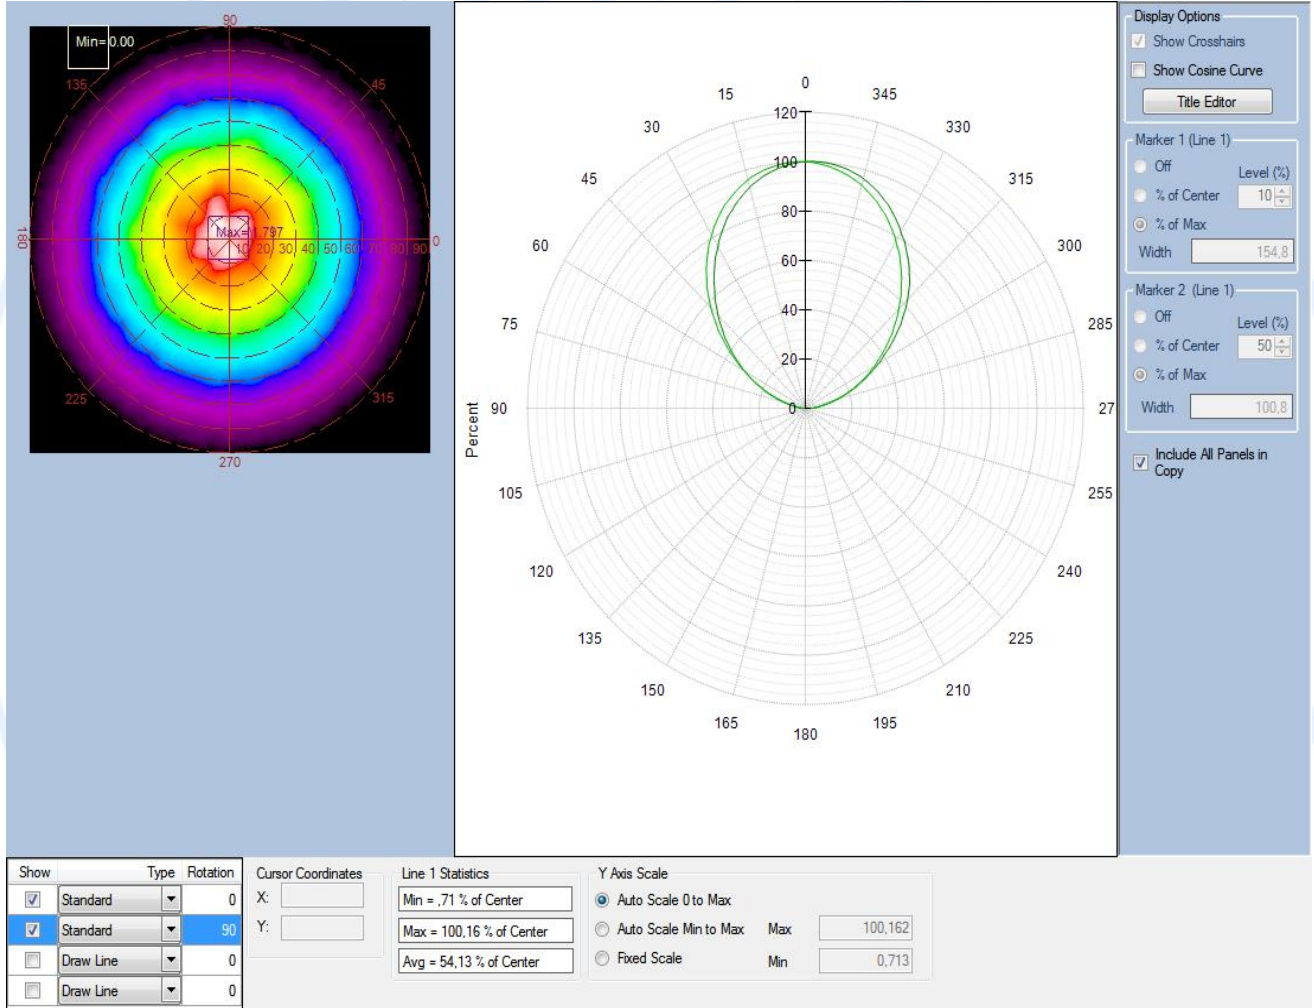 90
Min= 0.00
135
45
180
Max= 1.797
10 20 30 40 50 60 70 80 90
0
225
315
270
0
15
345
30
330
45
315
60
300
75
285
90
27
105
255
120
240
135
225
150
210
165
195
180
120
100
80
60
40
20
0
Percent
Display Options
Show Crosshairs
Show Cosine Curve
Title Editor
Marker 1 (Line 1)
Off
Level (%)
% of Center
10
% of Max
Width
154,8
Marker 2 (Line 1)
Off
Level (%)
% of Center
50
% of Max
Width
100,8
Include All Panels in
Copy
Show Type Rotation
Standard 0
Standard 90
Draw Line 0
Draw Line 0
Cursor Coordinates
X:
Y:
Line 1 Statistics
Min = ,71 % of Center
Max = 100,16 % of Center
Avg = 54,13 % of Center
Y Axis Scale
Auto Scale 0 to Max
Auto Scale Min to Max Max 100,162
Fixed Scale Min 0,713